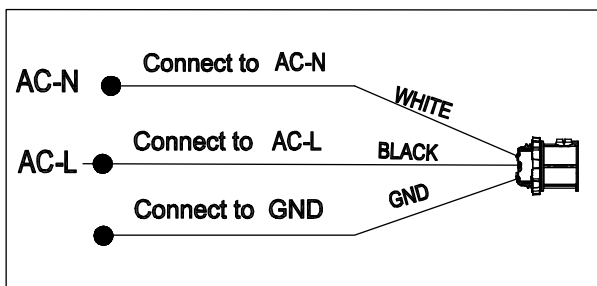 AC-N Connect to AC-N WHITE
AC-L Connect to AC-L BLACK
Connect to GND GND